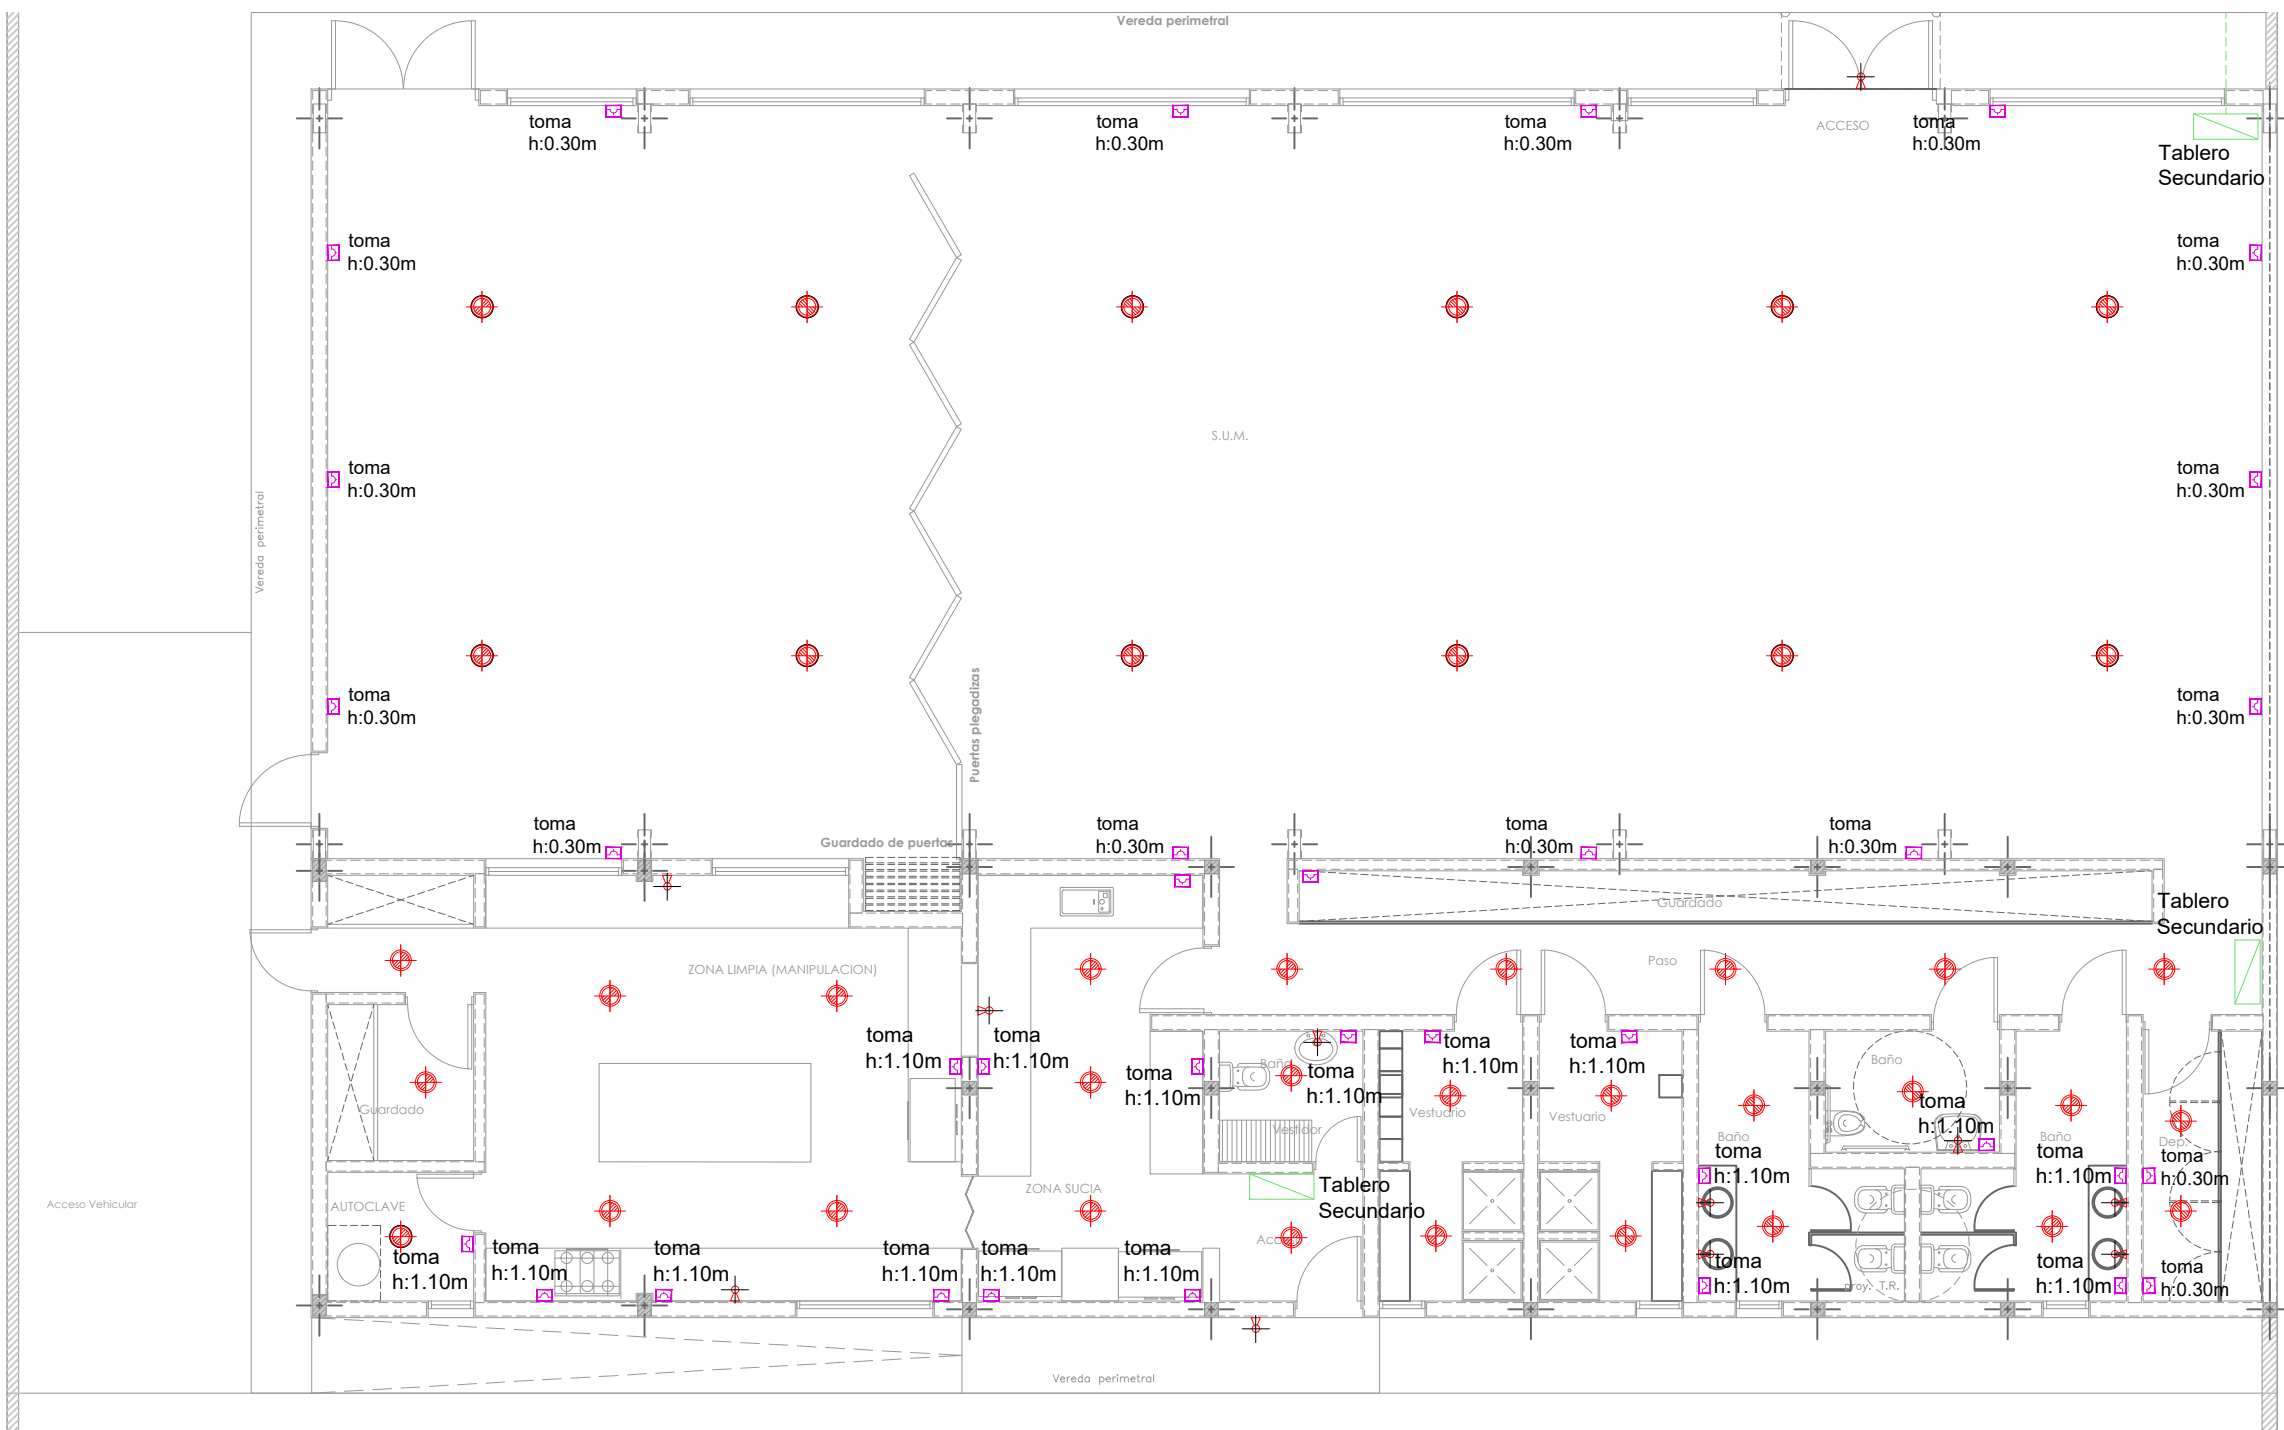 Vereda perimetral
toma
h:0.30m
toma
h:0.30m
toma
h:0.30m
ACCESO
toma
h:0.30m
Tablero
Secundario
toma
h:0.30m
toma
h:0.30m
S.U.M.
toma
h:0.30m
toma
h:0.30m
Vereda perimetral
toma
h:0.30m
toma
h:0.30m
Puertas plegadizas
toma
h:0.30m
Guardado de puertas
toma
h:0.30m
toma
h:0.30m
toma
h:0.30m
Guardado
Tablero
Secundario
ZONA LIMPIA (MANIPULACION)
Paso
toma
h:1.10m
toma
h:1.10m
toma
h:1.10m
Baño
toma
h:1.10m
toma
h:1.10m
toma
h:1.10m
Baño
Guardado
Vestidor
Vestuario
Vestuario
toma
h:1.10m
Baño
Baño
Dep.
toma
h:1.10m
toma
h:1.10m
toma
h:0.30m
ZONA SUCIA
Tablero
Secundario
Acceso Vehicular
AUTOCLAVE
toma
h:1.10m
toma
h:1.10m
toma
h:1.10m
toma
h:1.10m
toma
h:1.10m
toma
h:1.10m
toma
h:1.10m
proy. T.R.
toma
h:1.10m
toma
h:0.30m
Vereda perimetral